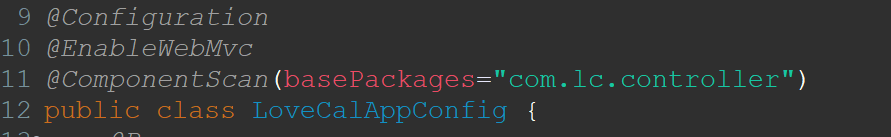 9 @Configuration
10 @EnableWebMvc
11 @ComponentScan(basePackages="com.lc.controller")
12 public class LoveCalAppConfig {